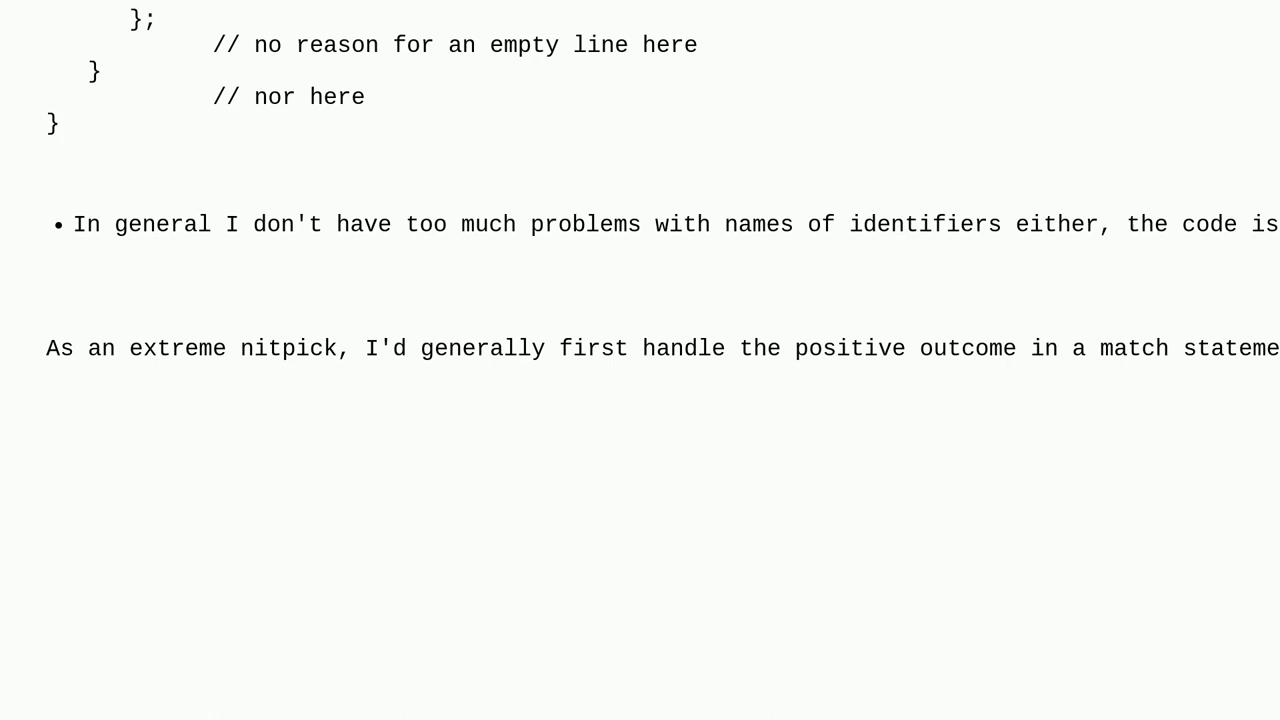 };
// no reason for an empty line here
}
// nor here
}
• In general I don't have too much problems with names of identifiers either, the code is
As an extreme nitpick, I'd generally first handle the positive outcome in a match stateme